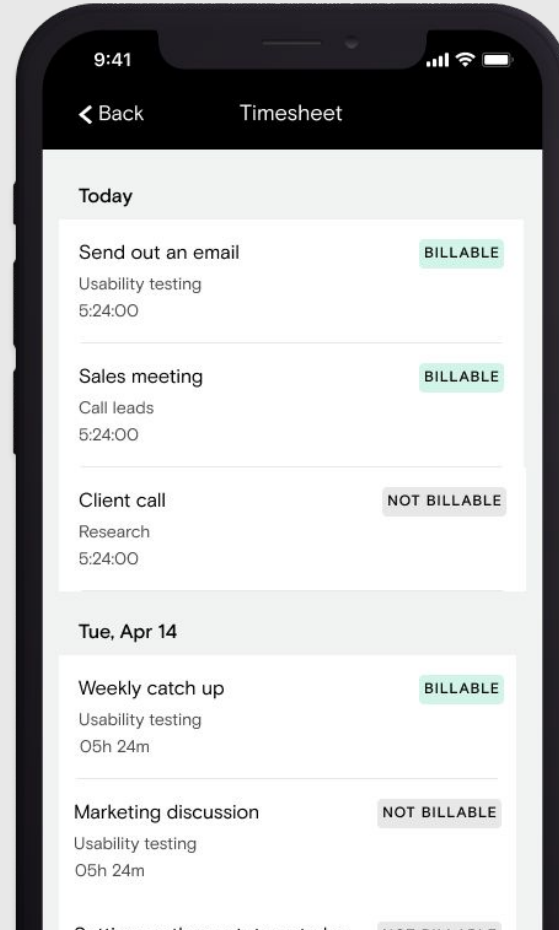 9:41
Back Timesheet
Today
Send out an email BILLABLE
Usability testing
5:24:00
Sales meeting BILLABLE
Call leads
5:24:00
Client call NOT BILLABLE
Research
5:24:00
Tue, Apr 14
Weekly catch up BILLABLE
Usability testing
05h 24m
Marketing discussion NOT BILLABLE
Usability testing
05h 24m
NOT BILLABLE